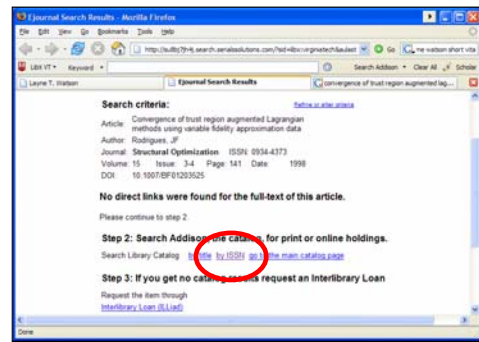 Ejournal Search Results - Mozilla Firefox
File Edit View Go Bookmarks Tools Help
Go
LibX VT Keyword Search Addison Clear All Scholar
Layne T. Watson Ejournal Search Results convergence of trust region augmented lag...
Search criteria: Refine or alter criteria
Article: Convergence of trust region augmented Lagrangian
methods using variable fidelity approximation data
Author: Rodrigues, JF
Journal: Structural Optimization ISSN: 0934-4373
Volume: 15 Issue: 3-4 Page: 141 Date: 1998
DOI: 10.1007/BF01203525
No direct links were found for the full-text of this article.
Please continue to step 2.
Step 2: Search Addison, the catalog, for print or online holdings.
Search Library Catalog by title by ISSN go to the main catalog page
Step 3: If you get no catalog results request an Interlibrary Loan
Request the item through
Interlibrary Loan (ILLiad)
Done